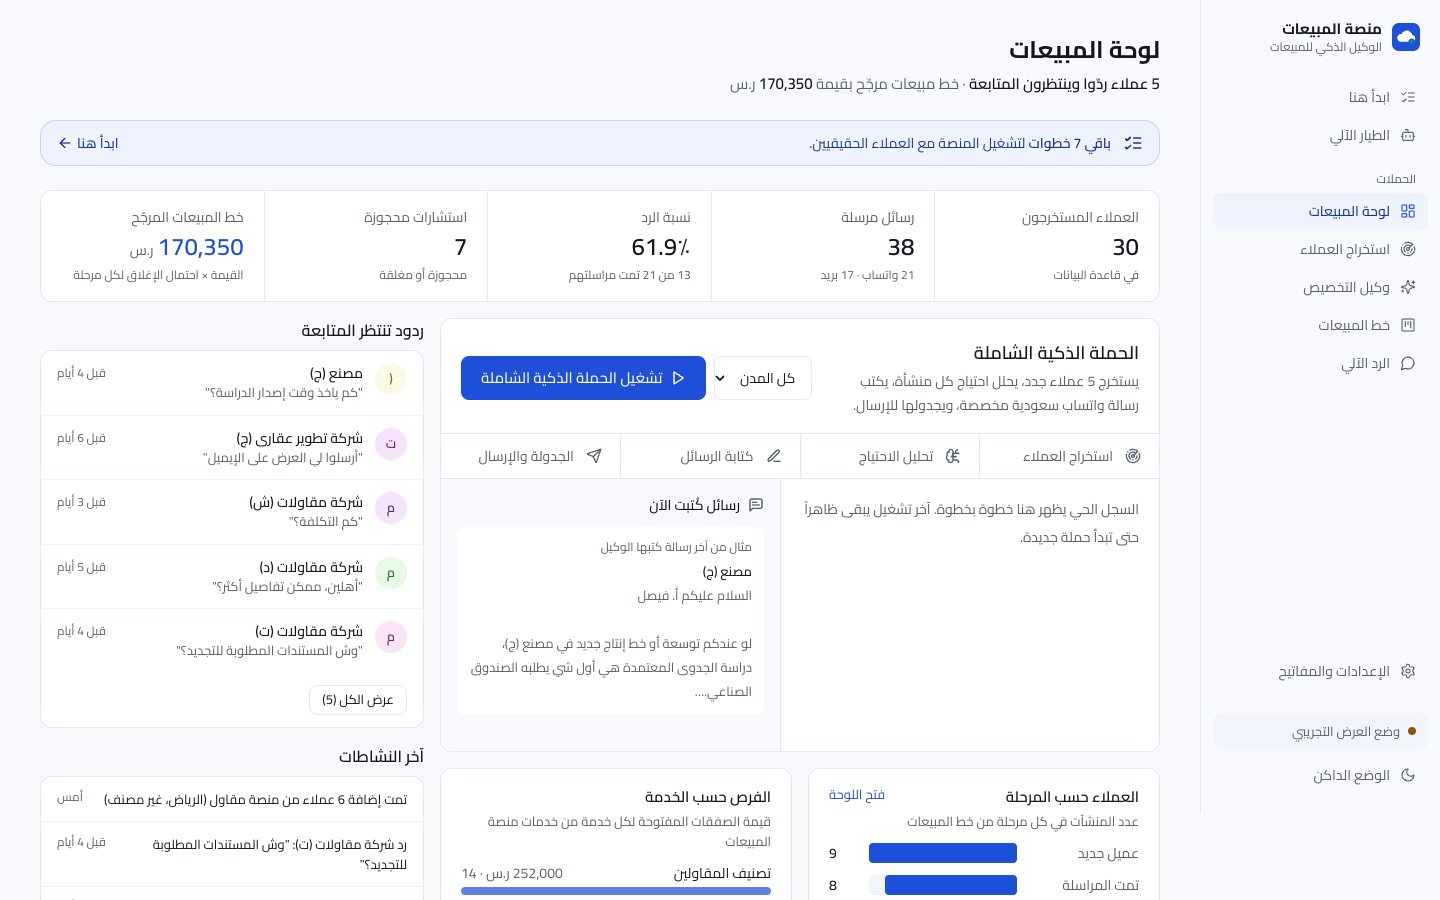 منصة المبيعات
الوكيل الذكي للمبيعات
ابدأ هنا
الطيار الآلي
الحملات
لوحة المبيعات
استخراج العملاء
وكيل التخصيص
خط المبيعات
الرد الآلي
الإعدادات والمفاتيح
وضع العرض التجريبي
الوضع الداكن
لوحة المبيعات
5 عملاء ردّوا وينتظرون المتابعة · خط مبيعات مرجّح بقيمة 170,350 ر.س
باقي 7 خطوات لتشغيل المنصة مع العملاء الحقيقيين.
ابدأ هنا ←
العملاء المستخرجون
30
في قاعدة البيانات
رسائل مرسلة
38
21 واتساب · 17 بريد
نسبة الرد
61.9٪
13 من 21 تمت مراسلتهم
استشارات محجوزة
7
محجوزة أو مغلقة
خط المبيعات المرجّح
170,350 ر.س
القيمة × احتمال الإغلاق لكل مرحلة
الحملة الذكية الشاملة
يستخرج 5 عملاء جدد، يحلل احتياج كل منشأة، يكتب
رسالة واتساب سعودية مخصصة، ويجدولها للإرسال.
كل المدن
تشغيل الحملة الذكية الشاملة
استخراج العملاء
تحليل الاحتياج
كتابة الرسائل
الجدولة والإرسال
السجل الحي يظهر هنا خطوة بخطوة. آخر تشغيل يبقى ظاهراً
حتى تبدأ حملة جديدة.
رسائل كُتبت الآن
مثال من آخر رسالة كتبها الوكيل
مصنع (ج)
السلام عليكم أ. فيصل
لو عندكم توسعة أو خط إنتاج جديد في مصنع (ج)،
دراسة الجدوى المعتمدة هي أول شي يطلبه الصندوق
الصناعي....
ردود تنتظر المتابعة
(
مصنع (ج)
قبل 4 أيام
"كم ياخذ وقت إصدار الدراسة؟"
ت
شركة تطوير عقاري (ج)
قبل 6 أيام
"أرسلوا لي العرض على الإيميل"
م
شركة مقاولات (ش)
قبل 3 أيام
"كم التكلفة؟"
م
شركة مقاولات (د)
قبل 5 أيام
"أهلين، ممكن تفاصيل أكثر؟"
م
شركة مقاولات (ت)
قبل 4 أيام
"وش المستندات المطلوبة للتجديد؟"
عرض الكل (5)
آخر النشاطات
تمت إضافة 6 عملاء من منصة مقاول (الرياض، غير مصنف)
أمس
رد شركة مقاولات (ت): "وش المستندات المطلوبة
للتجديد؟"
قبل 4 أيام
العملاء حسب المرحلة
فتح اللوحة
عدد المنشآت في كل مرحلة من خط المبيعات
عميل جديد
9
تمت المراسلة
8
الفرص حسب الخدمة
قيمة الصفقات المفتوحة لكل خدمة من خدمات منصة
المبيعات
تصنيف المقاولين
252,000 ر.س · 14